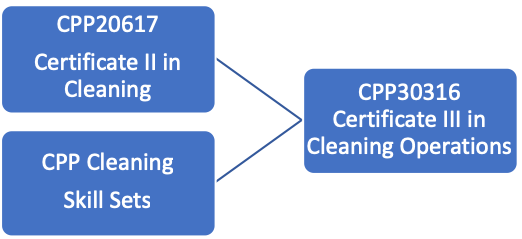 CPP20617
Certificate II in
Cleaning
CPP Cleaning
Skill Sets
CPP30316
Certificate III in
Cleaning Operations